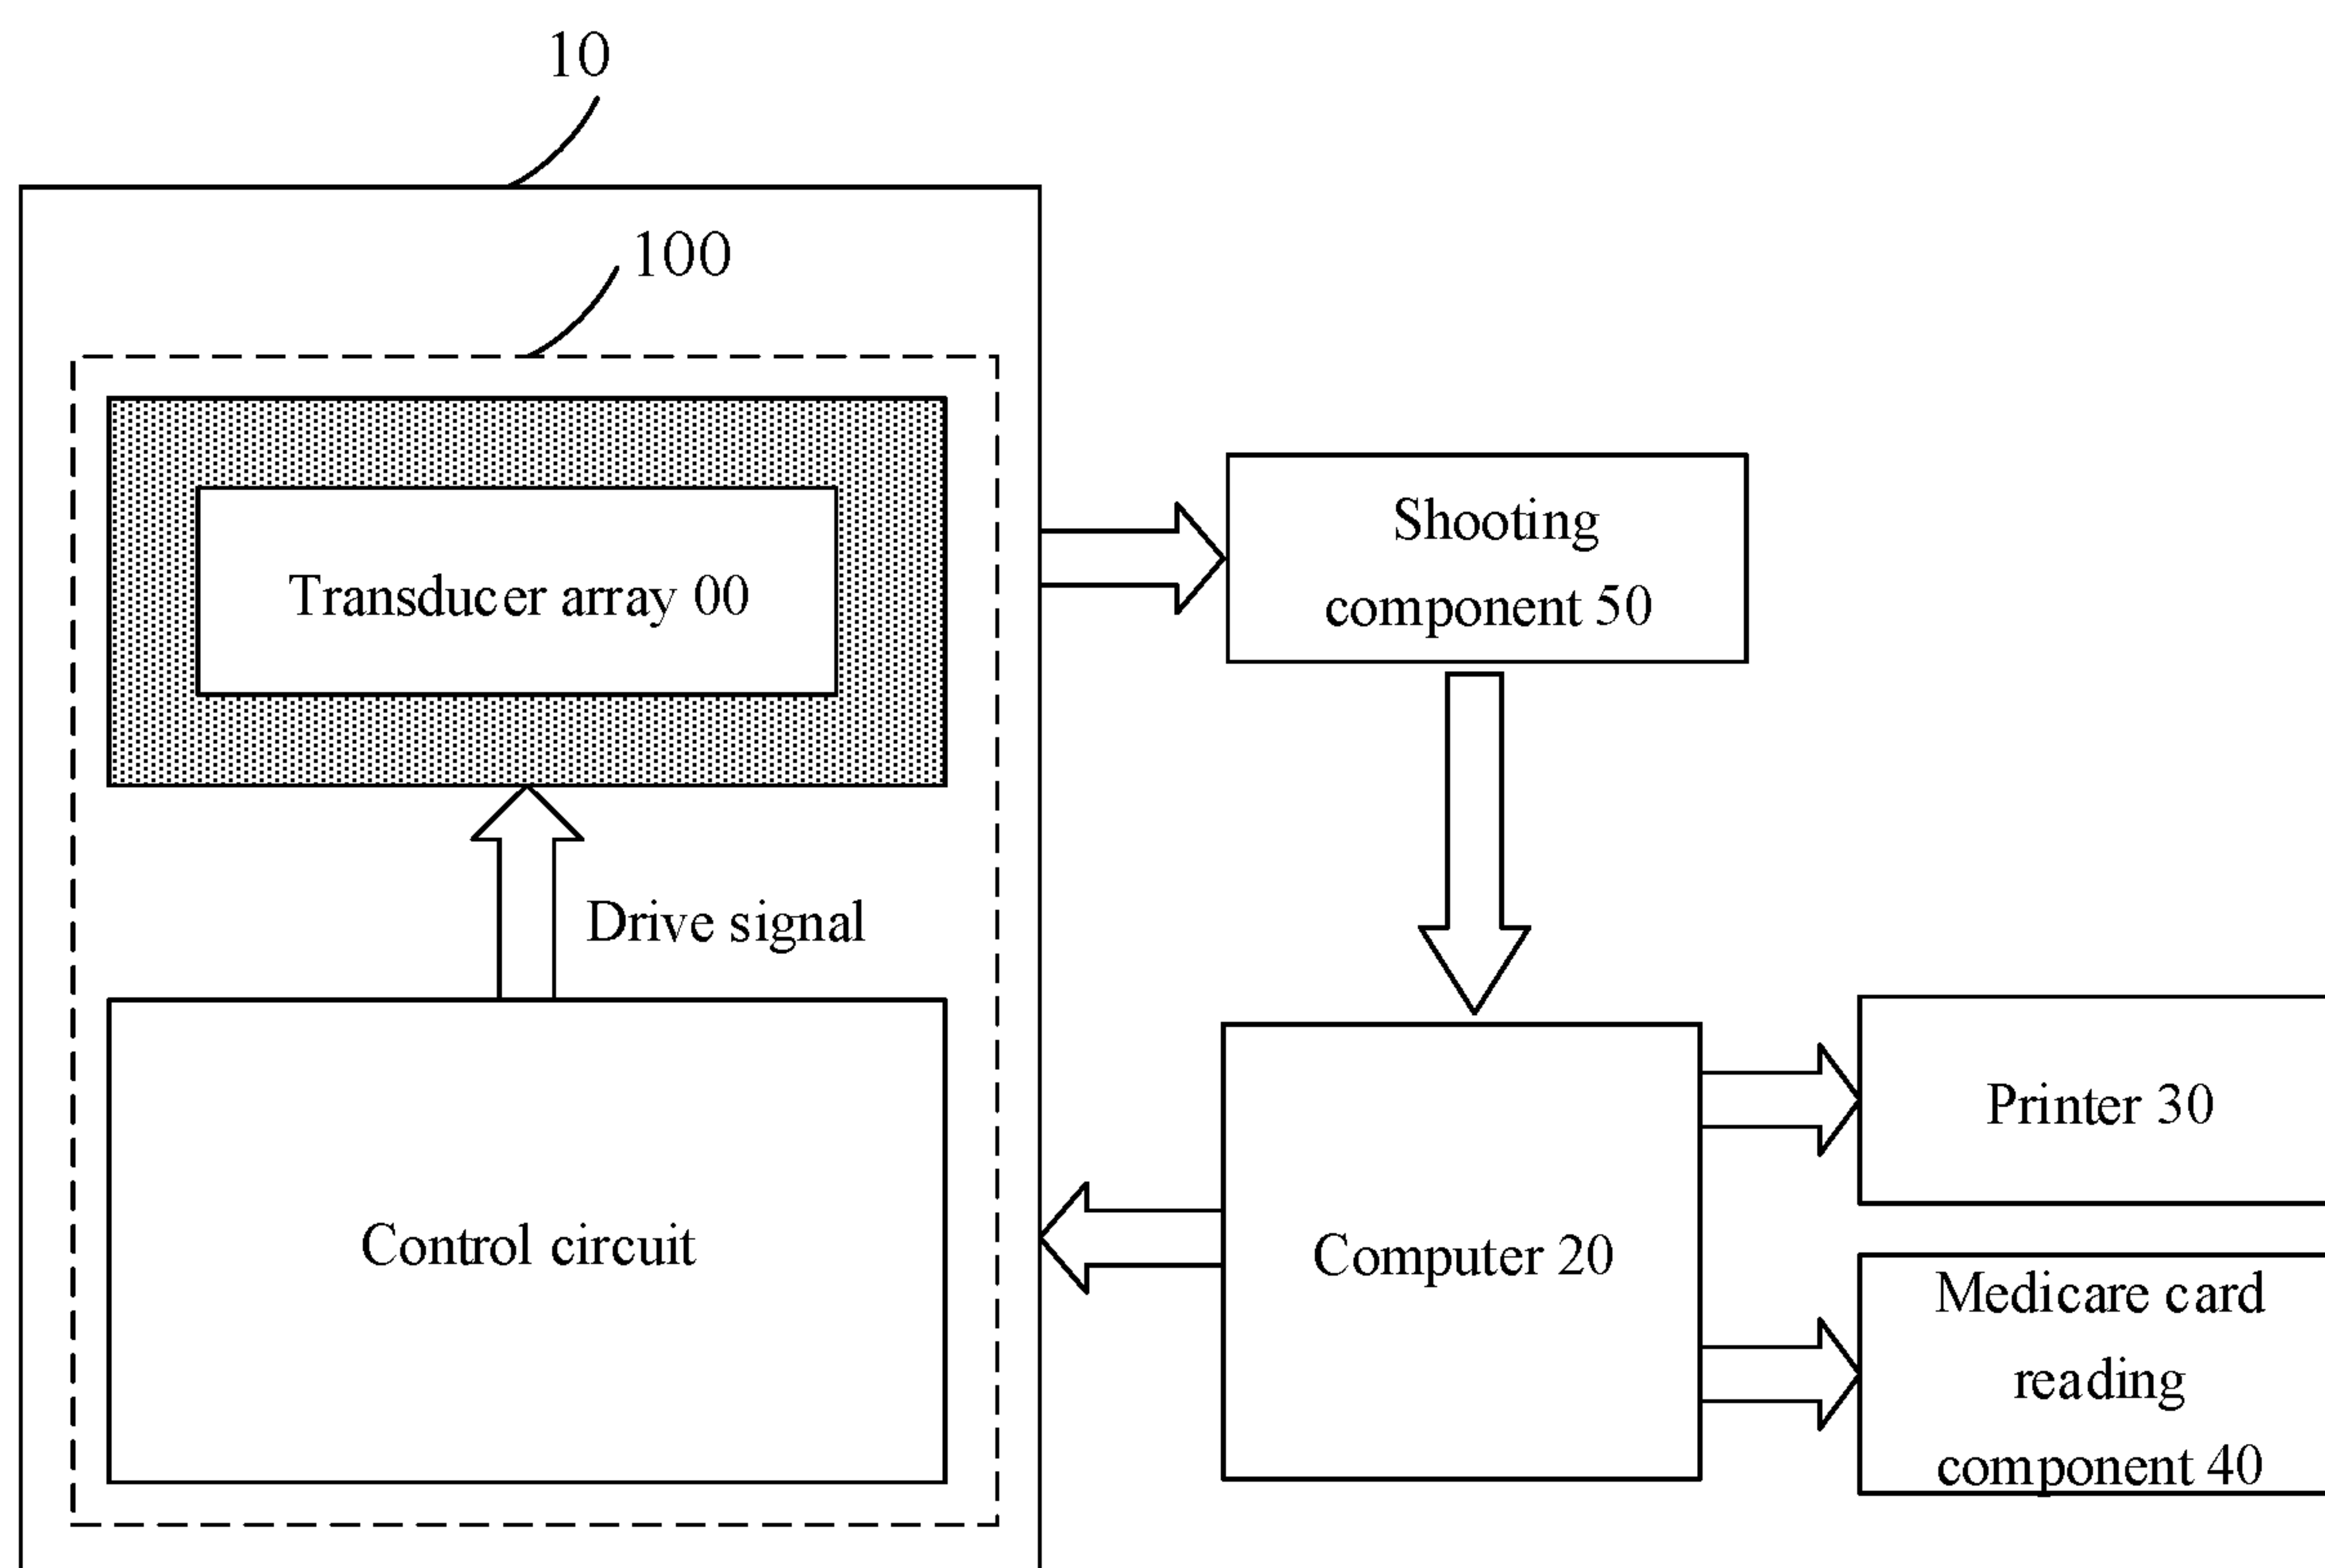 10
100
Transducer array 00
Drive signal
Control circuit
Shooting
component 50
Computer 20
Printer 30
Medicare card
reading
component 40